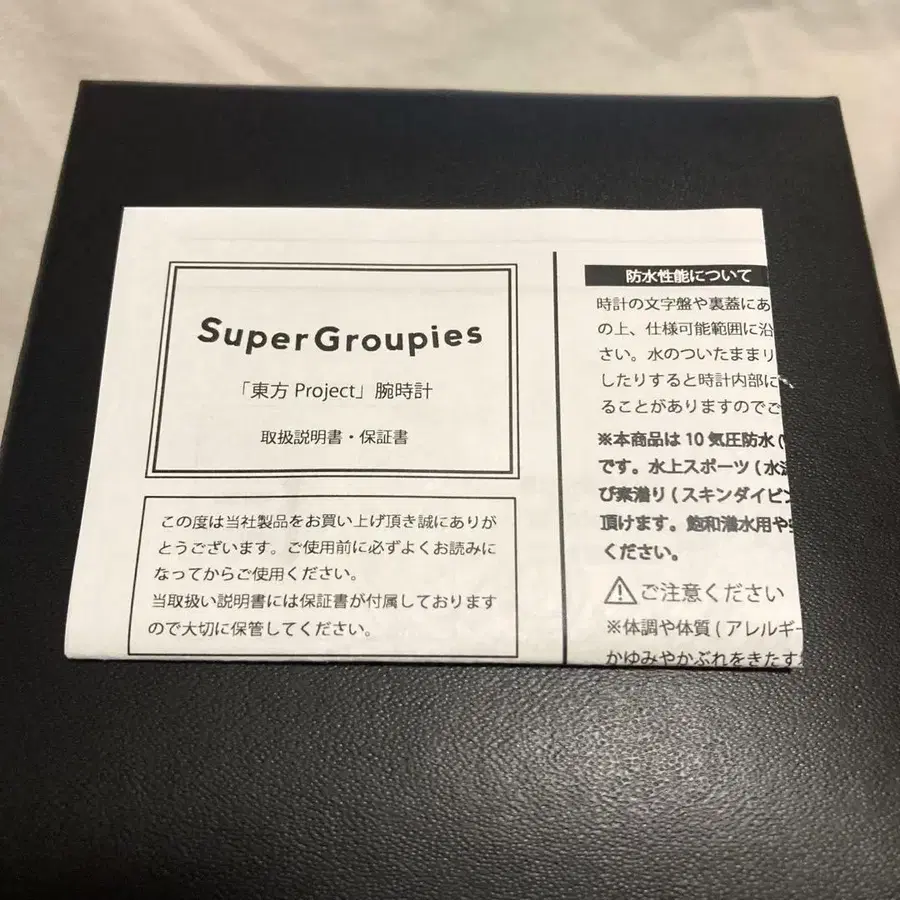 SuperGroupies
「東方 Project」腕時計
取扱説明書・保証書
この度は当社製品をお買い上げ頂き誠にありが
とうございます。ご使用前に必ずよくお読みに
なってからご使用ください。
当取扱い説明書には保証書が付属しております
ので大切に保管してください。
防水性能について
時計の文字盤や裏蓋にあ
の上、仕様可能範囲に沿
さい。水のついたままリ
したりすると時計内部に
ることがありますのでご
※本商品は 10 気圧防水 (
です。水上スポーツ ( 水
び素潜り ( スキンダイビン
頂けます。飽和潜水用や
ください。
ご注意ください
※体調や体質 ( アレルギー
かゆみやかぶれをきたす